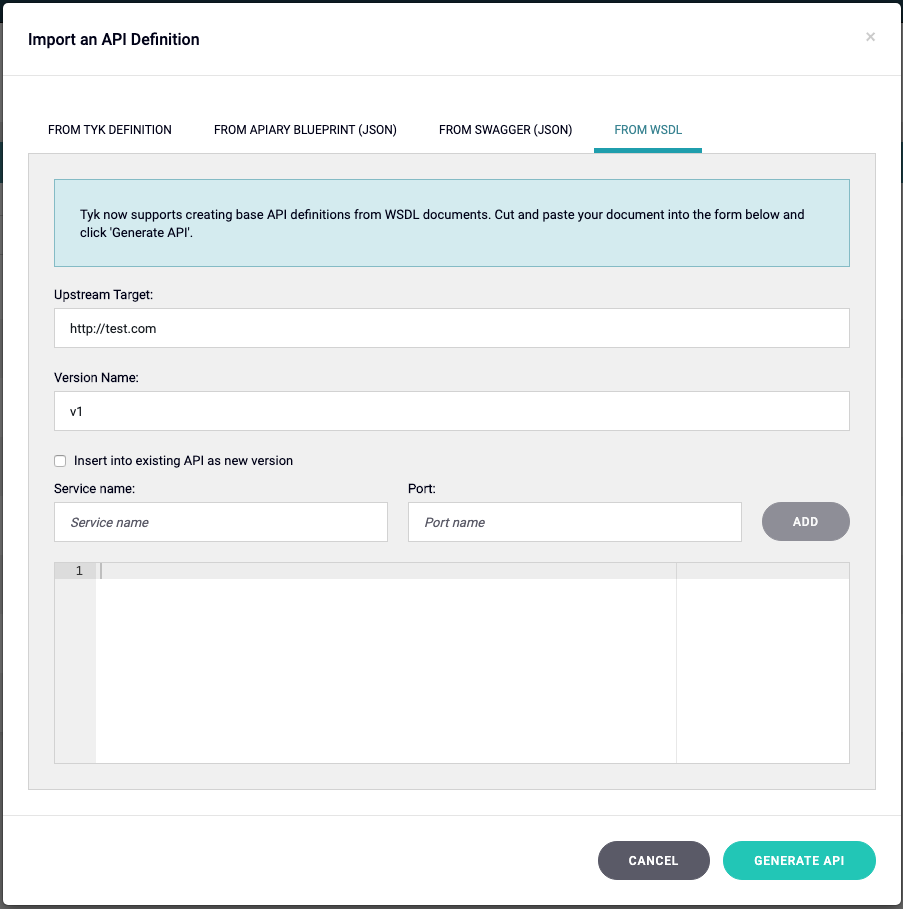 Import an API Definition
×
FROM TYK DEFINITION
FROM APIARY BLUEPRINT (JSON)
FROM SWAGGER (JSON)
FROM WSDL
Tyk now supports creating base API definitions from WSDL documents. Cut and paste your document into the form below and
click 'Generate API'.
Upstream Target:
http://test.com
Version Name:
v1
Insert into existing API as new version
Service name:
Port:
Service name
Port name
ADD
1
CANCEL
GENERATE API